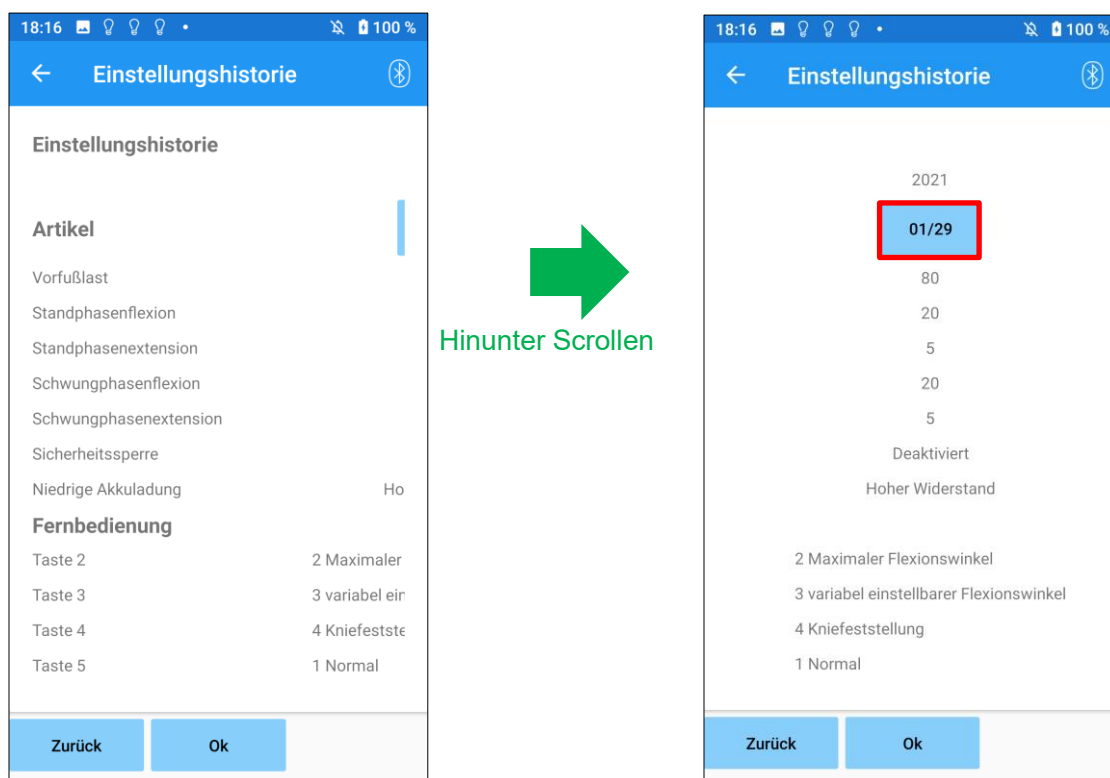 18:16 100 %
Einstellungshistorie
Einstellungshistorie
Artikel
Vorfußlast
Standphasenflexion
Standphasenextension
Schwungphasenflexion
Schwungphasenextension
Sicherheitssperre
Niedrige Akkuladung Ho
Fernbedienung
Taste 2 2 Maximaler
Taste 3 3 variabel ein
Taste 4 4 Kniefestste
Taste 5 1 Normal
Zurück Ok
Hinunter Scrollen
18:16 100 %
Einstellungshistorie
2021
01/29
80
20
5
20
5
Deaktiviert
Hoher Widerstand
2 Maximaler Flexionswinkel
3 variabel einstellbarer Flexionswinkel
4 Kniefeststellung
1 Normal
Zurück Ok